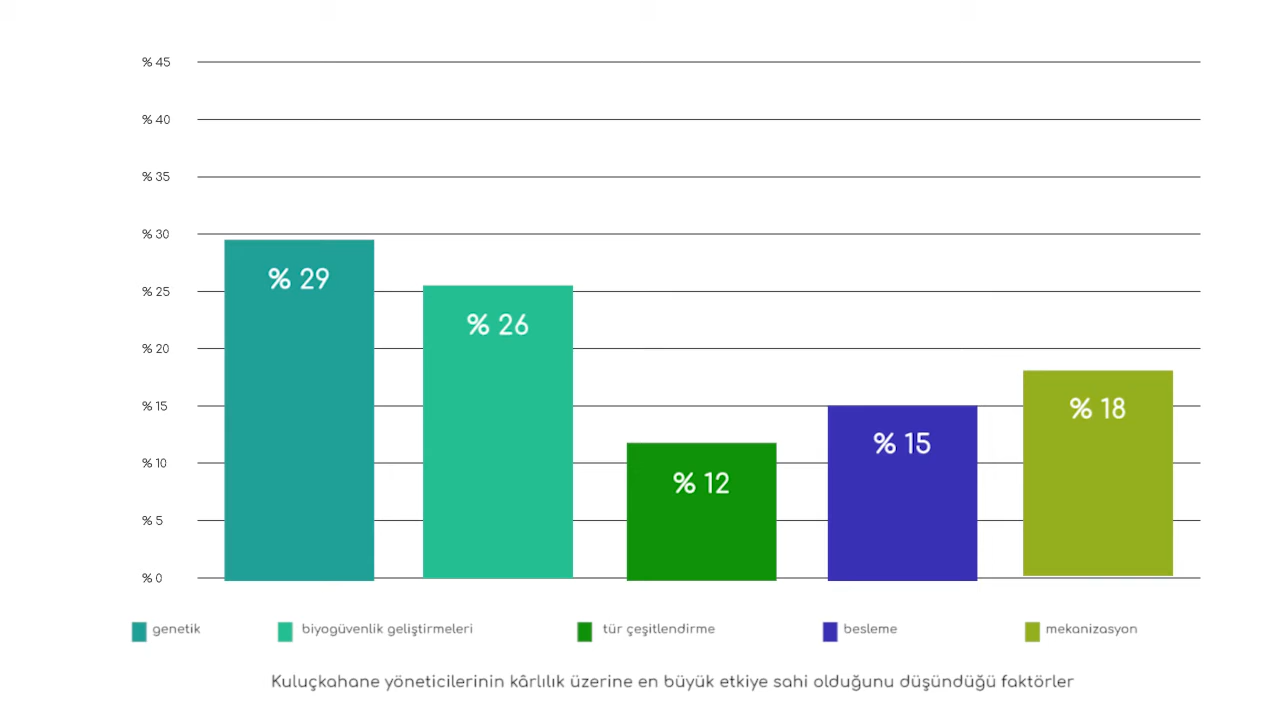 % 45
% 40
% 35
% 30
% 25
% 20
% 15
% 10
% 5
% 0
% 29
% 26
% 12
% 15
% 18
genetik
biyogüvenlik geliştirmeleri
tür çeşitlendirme
besleme
mekanizasyon
Kuluçkahane yöneticilerinin kârlılık üzerine en büyük etkiye sahi olduğunu düşündüğü faktörler